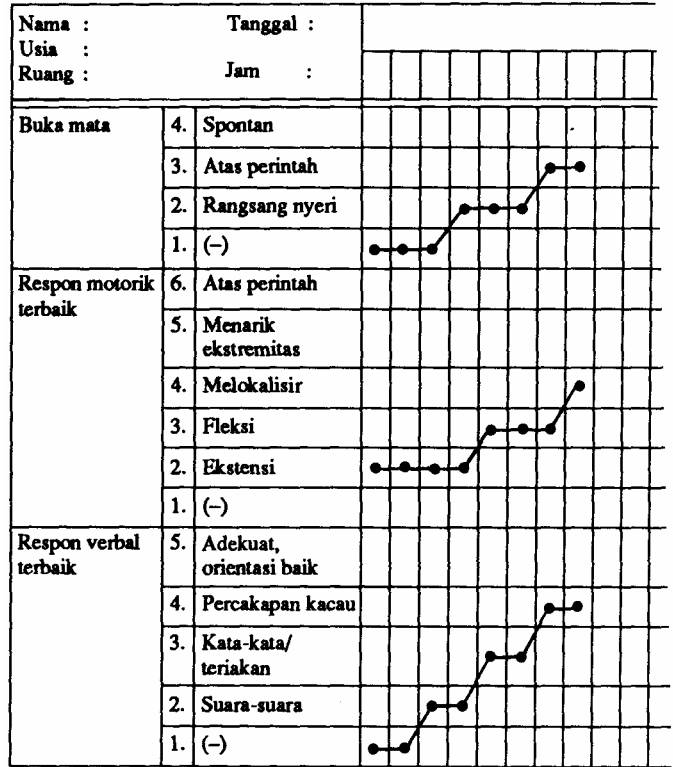 Nama : Tanggal :
Usia :
Ruang : Jam :
Buka mata 4. Spontan
3. Atas perintah
2. Rangsang nyeri
1. (–)
Respon motorik terbaik 6. Atas perintah
5. Menarik ekstremitas
4. Melokalisir
3. Fleksi
2. Ekstensi
1. (–)
Respon verbal terbaik 5. Adekuat, orientasi baik
4. Percakapan kacau
3. Kata-kata/ teriakan
2. Suara-suara
1. (–)